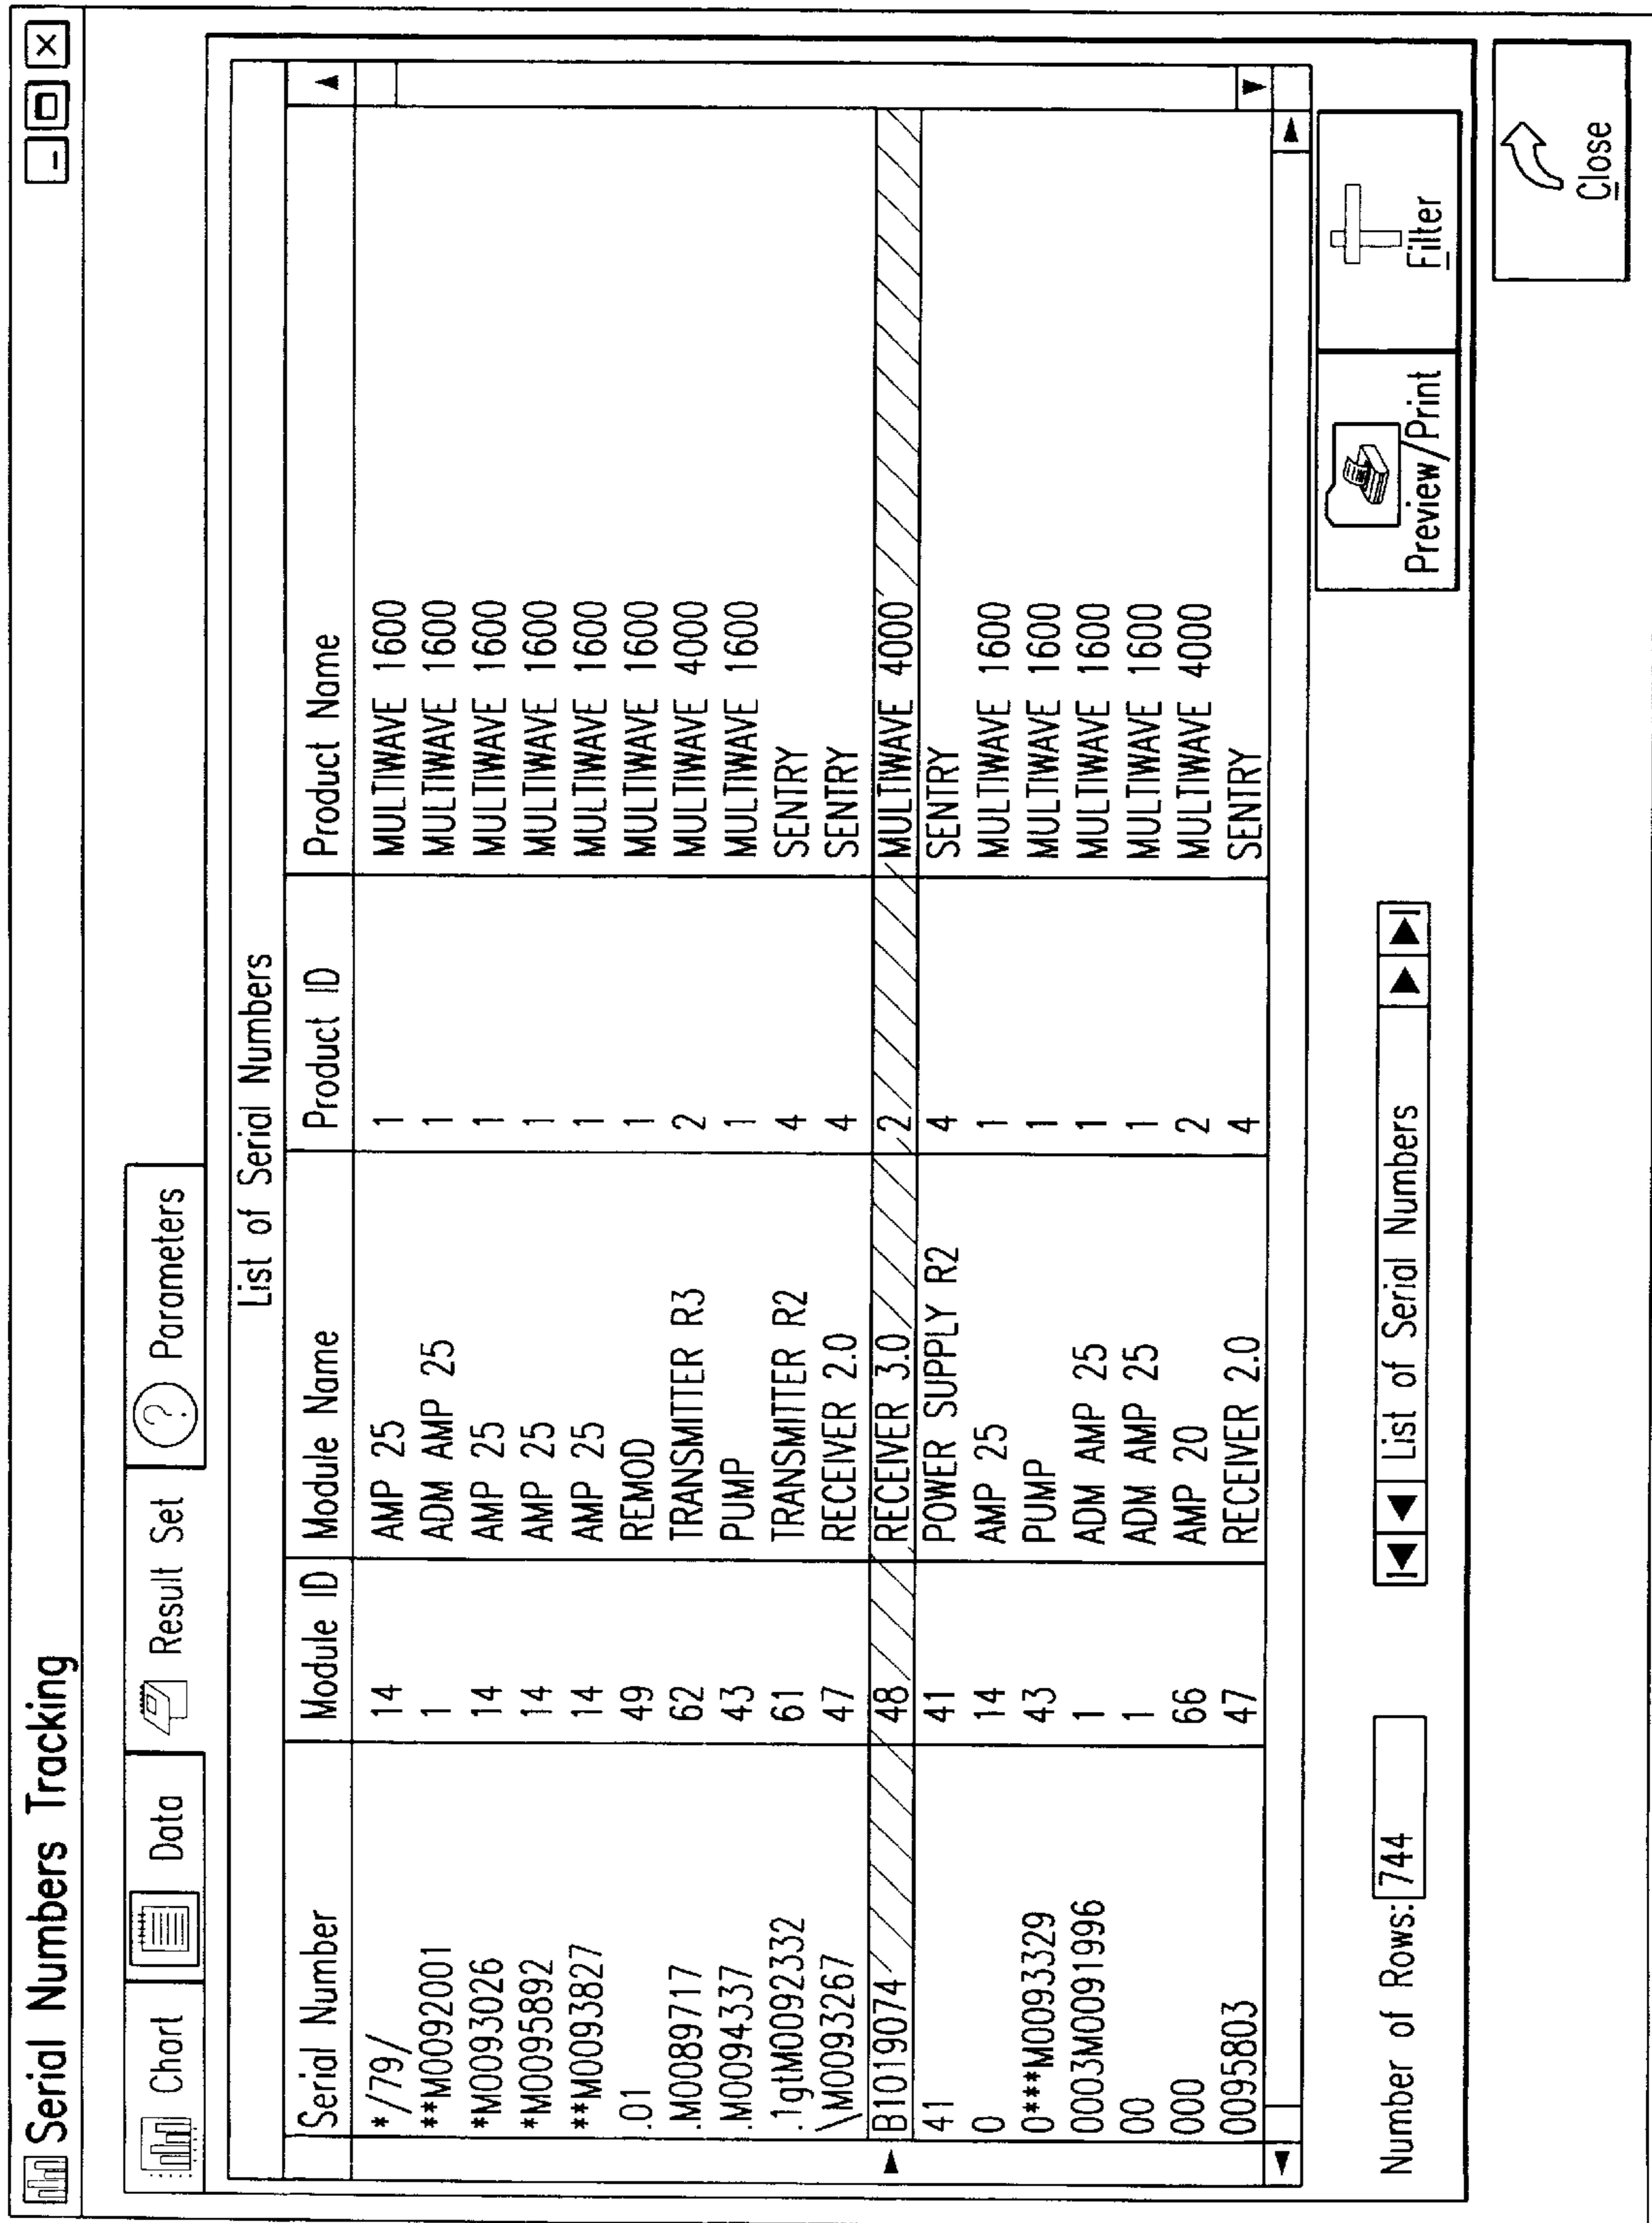 Serial Numbers Tracking
Chart Data Result Set ? Parameters
List of Serial Numbers
Serial Number Module ID Module Name Product ID Product Name
*/79/ 14 AMP 25 1 MULTIWAVE 1600
**M0092001 1 ADM AMP 25 1 MULTIWAVE 1600
*M0093026 14 AMP 25 1 MULTIWAVE 1600
*M0095892 14 AMP 25 1 MULTIWAVE 1600
**M0093827 14 AMP 25 1 MULTIWAVE 1600
.01 49 REMOD 1 MULTIWAVE 1600
.M0089717 62 TRANSMITTER R3 2 MULTIWAVE 4000
.M0094337 43 PUMP 1 MULTIWAVE 1600
.1gtM0092332 61 TRANSMITTER R2 4 SENTRY
\M0093267 47 RECEIVER 2.0 4 SENTRY
B1019074 48 RECEIVER 3.0 2 MULTIWAVE 4000
41 41 POWER SUPPLY R2 4 SENTRY
0 14 AMP 25 1 MULTIWAVE 1600
0***M0093329 43 PUMP 1 MULTIWAVE 1600
0003M0091996 1 ADM AMP 25 1 MULTIWAVE 1600
00 1 ADM AMP 25 1 MULTIWAVE 1600
000 66 AMP 20 2 MULTIWAVE 4000
0095803 47 RECEIVER 2.0 4 SENTRY
Number of Rows: 744 List of Serial Numbers Preview/Print Filter
Close